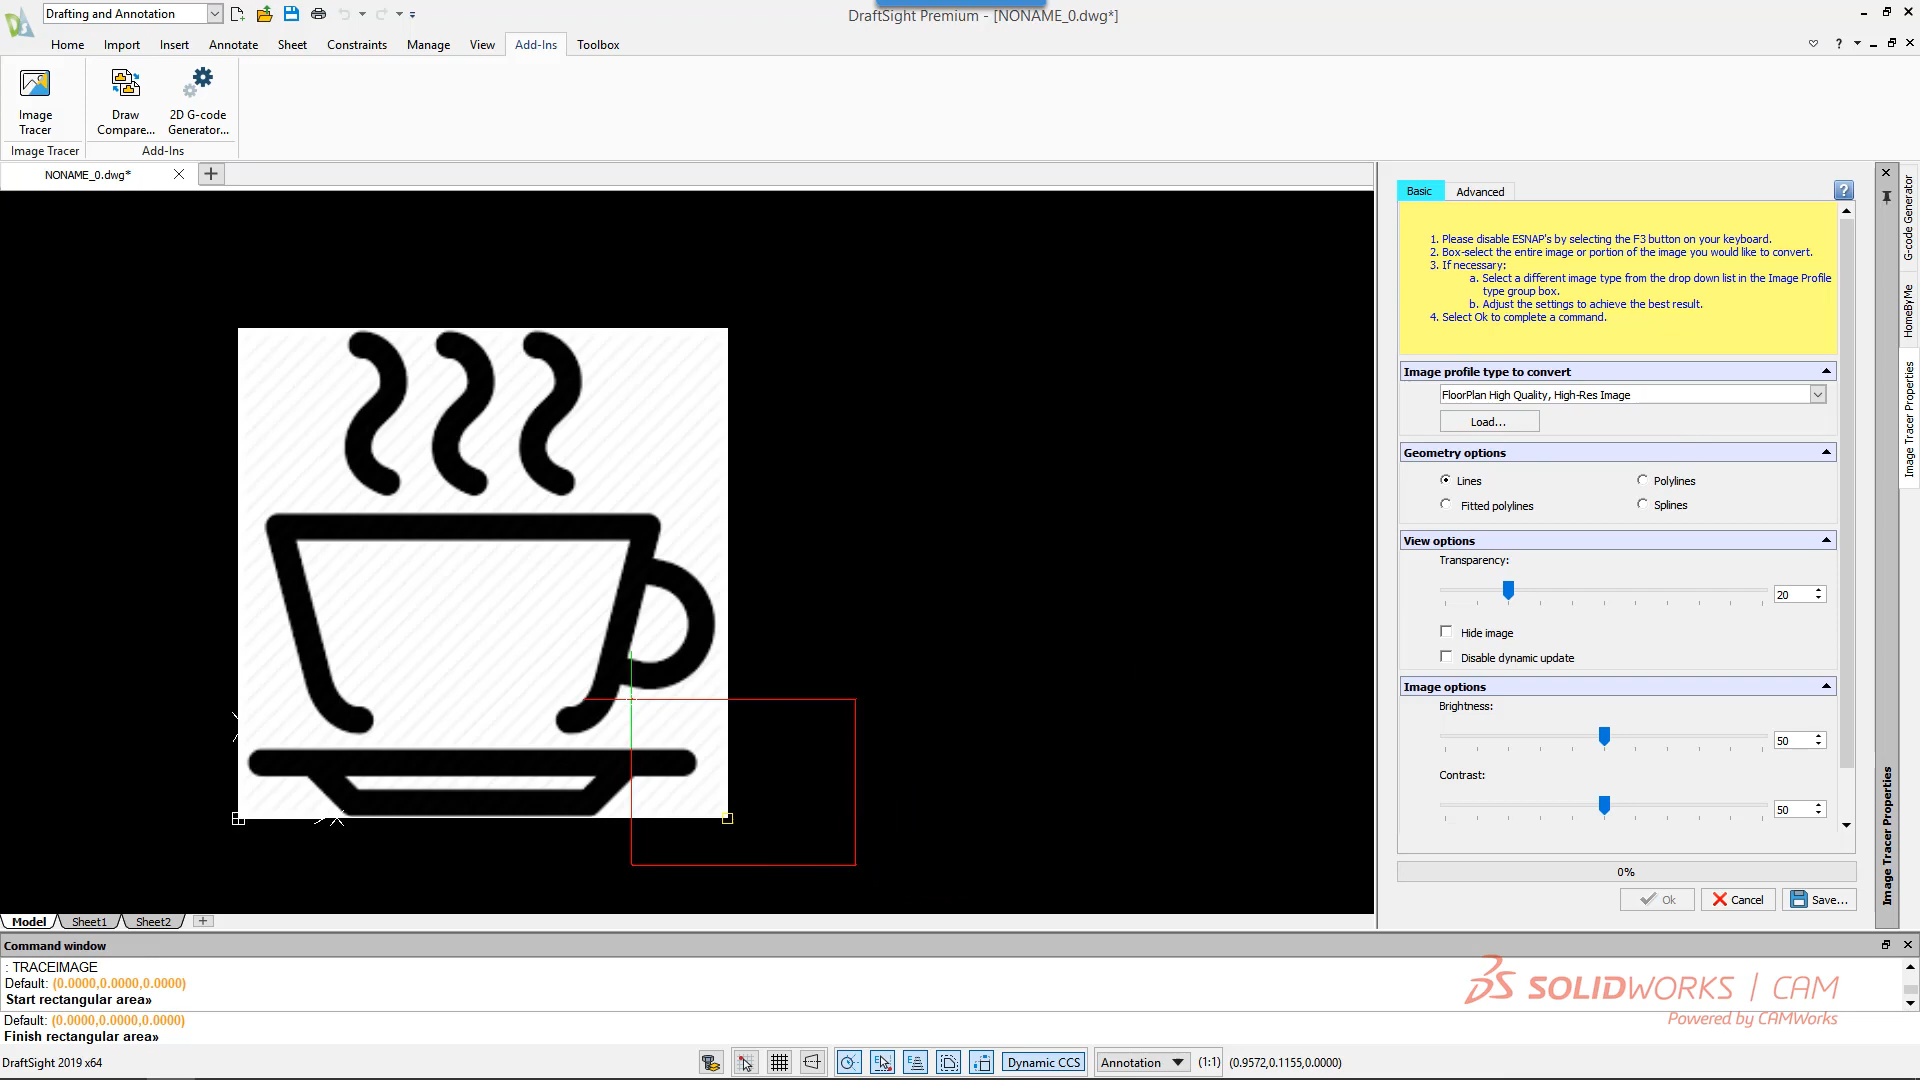 Drafting and Annotation
DraftSight Premium - [NONAME_0.dwg*]
Home Import Insert Annotate Sheet Constraints Manage View Add-Ins Toolbox
?
Image Tracer
Draw Compare...
2D G-code Generator...
Image Tracer
Add-Ins
NONAME_0.dwg*
Basic Advanced
?
1. Please disable ESNAP's by selecting the F3 button on your keyboard.
2. Box-select the entire image or portion of the image you would like to convert.
3. If necessary:
a. Select a different image type from the drop down list in the Image Profile
type group box.
b. Adjust the settings to achieve the best result.
4. Select Ok to complete a command.
Image profile type to convert
FloorPlan High Quality, High-Res Image
Load...
Geometry options
Lines Polylines
Fitted polylines Splines
View options
Transparency:
20
Hide image
Disable dynamic update
Image options
Brightness:
50
Contrast:
50
0%
Ok Cancel Save...
G-code Generator
HomeByMe
Image Tracer Properties
Image Tracer Properties
Model Sheet1 Sheet2
Command window
: TRACEIMAGE
Default: (0.0000,0.0000,0.0000)
Start rectangular area»
Default: (0.0000,0.0000,0.0000)
Finish rectangular area»
SOLIDWORKS | CAM
Powered by CAMWorks
DraftSight 2019 x64
Dynamic CCS
Annotation
(1:1)
(0.9572,0.1155,0.0000)